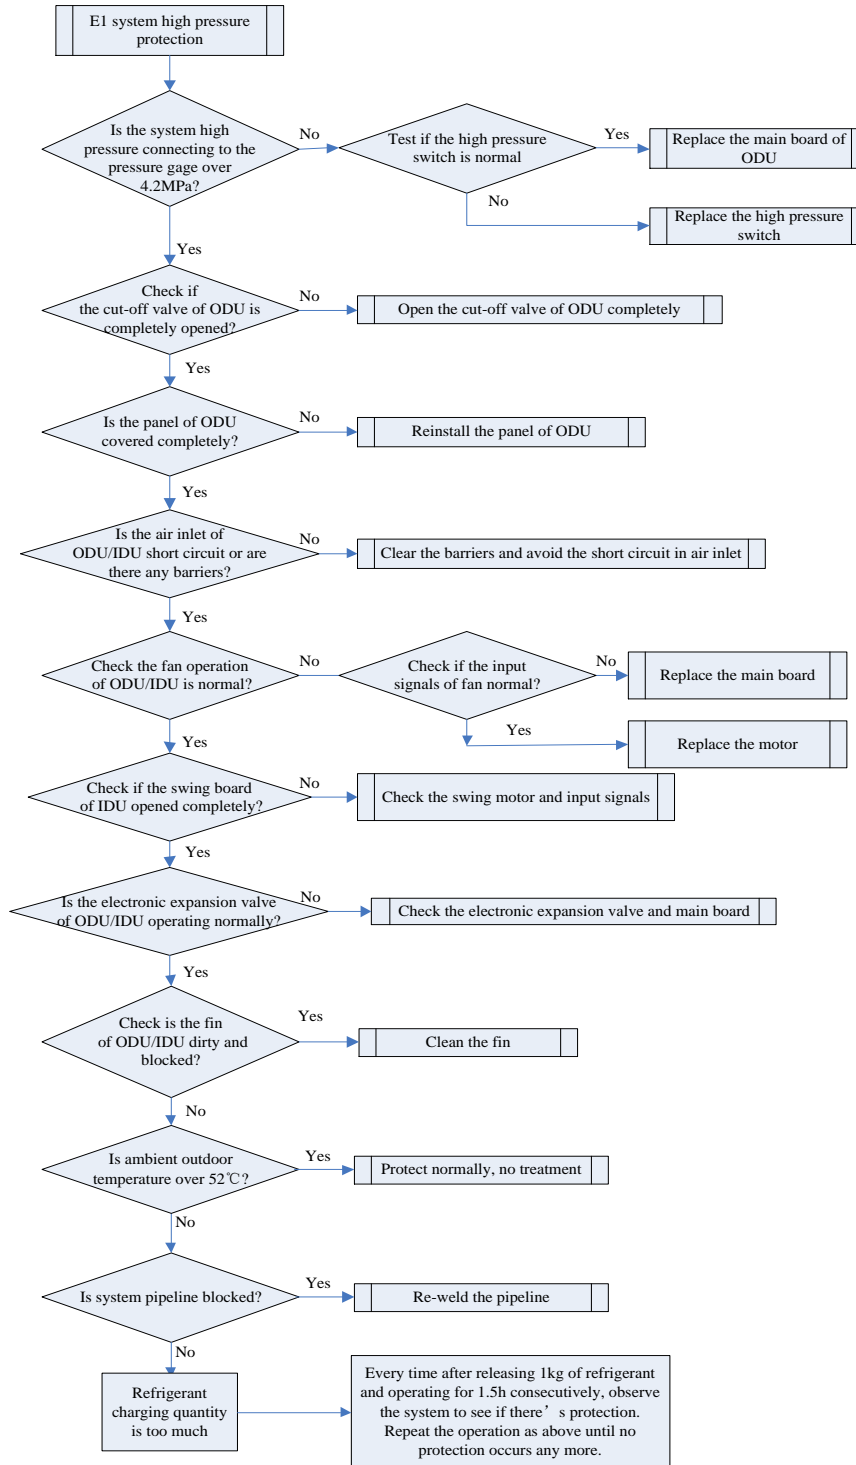 E1 system high pressure
protection
Is the system high
pressure connecting to the
pressure gage over
4.2MPa?
No
Test if the high pressure
switch is normal
Yes
Replace the main board of
ODU
No
Replace the high pressure
switch
Yes
Check if
the cut-off valve of ODU is
completely opened?
No
Open the cut-off valve of ODU completely
Yes
Is the panel of ODU
covered completely?
No
Reinstall the panel of ODU
Yes
Is the air inlet of
ODU/IDU short circuit or are
there any barriers?
No
Clear the barriers and avoid the short circuit in air inlet
Yes
Check the fan operation
of ODU/IDU is normal?
No
Check if the input
signals of fan normal?
No
Replace the main board
Yes
Replace the motor
Yes
Check if the swing board
of IDU opened completely?
No
Check the swing motor and input signals
Yes
Is the electronic expansion valve
of ODU/IDU operating normally?
No
Check the electronic expansion valve and main board
Yes
Check is the fin
of ODU/IDU dirty and
blocked?
Yes
Clean the fin
No
Is ambient outdoor
temperature over 52℃?
Yes
Protect normally, no treatment
No
Is system pipeline blocked?
Yes
Re-weld the pipeline
No
Refrigerant
charging quantity
is too much
Every time after releasing 1kg of refrigerant
and operating for 1.5h consecutively, observe
the system to see if there’s protection.
Repeat the operation as above until no
protection occurs any more.